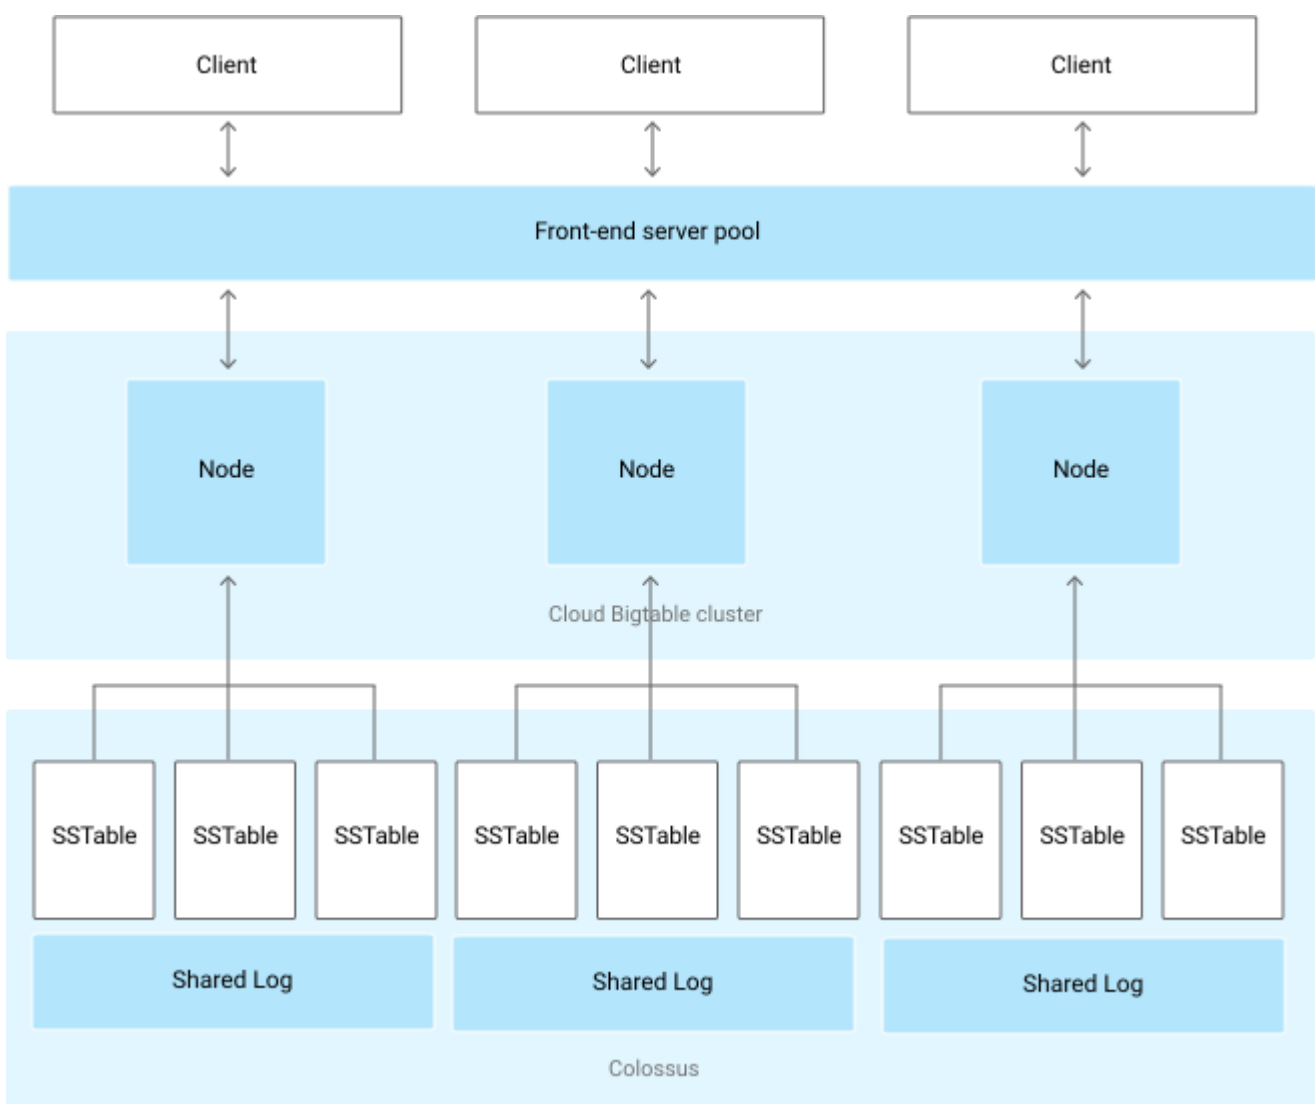 Client
Client
Client
Front-end server pool
Node
Node
Node
Cloud Bigtable cluster
SSTable
SSTable
SSTable
SSTable
SSTable
SSTable
SSTable
SSTable
SSTable
Shared Log
Shared Log
Shared Log
Colossus